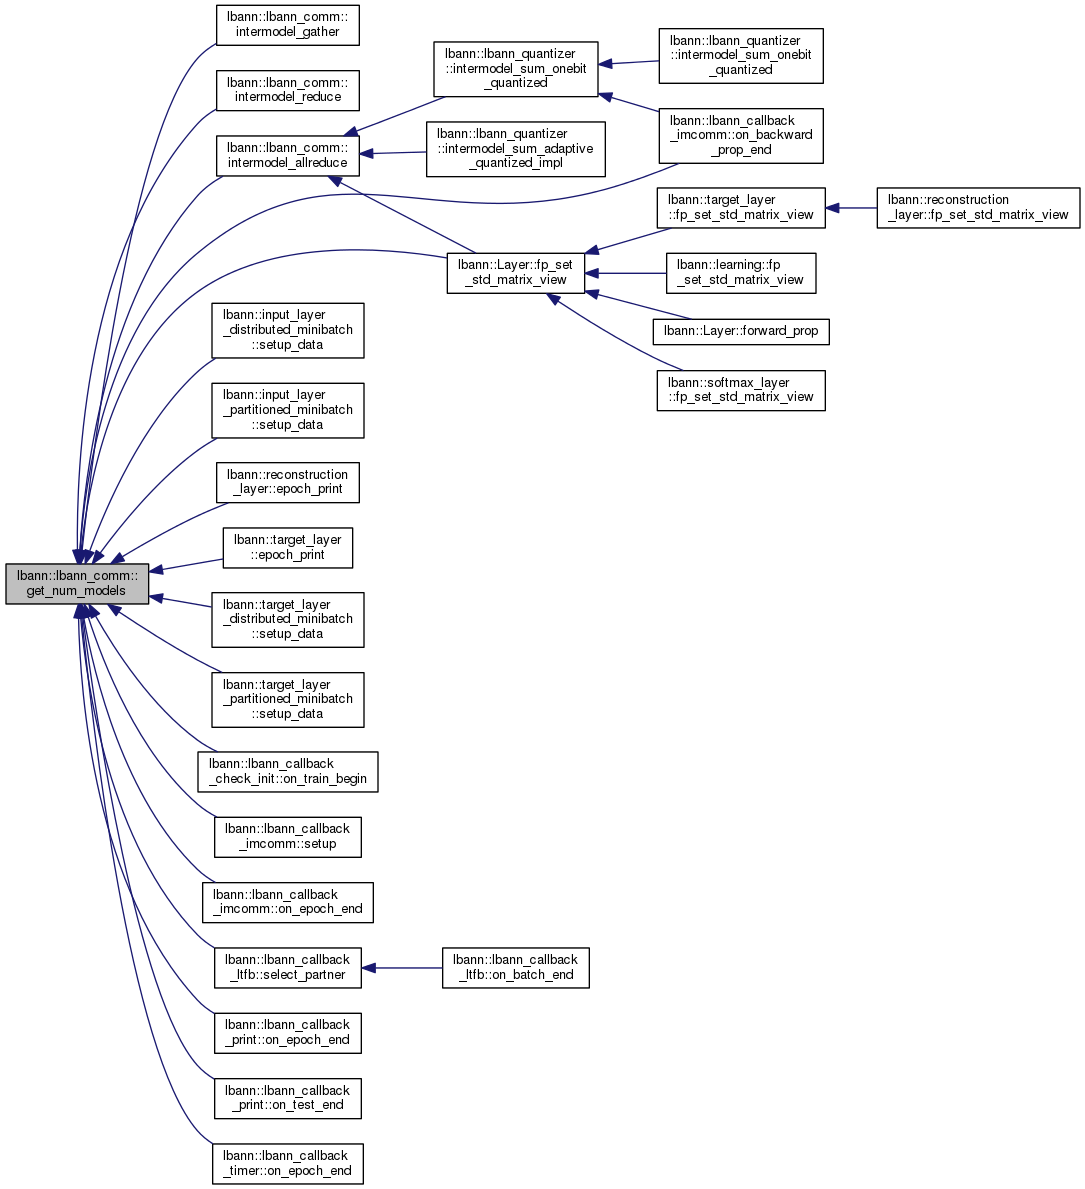 lbann::lbann_comm::
intermodel_gather
lbann::lbann_comm::
intermodel_reduce
lbann::lbann_comm::
intermodel_allreduce
lbann::lbann_quantizer
::intermodel_sum_onebit
_quantized
lbann::lbann_quantizer
::intermodel_sum_onebit
_quantized
lbann::lbann_callback
_imcomm::on_backward
_prop_end
lbann::lbann_quantizer
::intermodel_sum_adaptive
_quantized_impl
lbann::target_layer
::fp_set_std_matrix_view
lbann::reconstruction
_layer::fp_set_std_matrix_view
lbann::Layer::fp_set
_std_matrix_view
lbann::learning::fp
_set_std_matrix_view
lbann::Layer::forward_prop
lbann::softmax_layer
::fp_set_std_matrix_view
lbann::input_layer
_distributed_minibatch
::setup_data
lbann::input_layer
_partitioned_minibatch
::setup_data
lbann::reconstruction
_layer::epoch_print
lbann::target_layer
::epoch_print
lbann::lbann_comm::
get_num_models
lbann::target_layer
_distributed_minibatch
::setup_data
lbann::target_layer
_partitioned_minibatch
::setup_data
lbann::lbann_callback
_check_init::on_train_begin
lbann::lbann_callback
_imcomm::setup
lbann::lbann_callback
_imcomm::on_epoch_end
lbann::lbann_callback
_ltfb::select_partner
lbann::lbann_callback
_ltfb::on_batch_end
lbann::lbann_callback
_print::on_epoch_end
lbann::lbann_callback
_print::on_test_end
lbann::lbann_callback
_timer::on_epoch_end